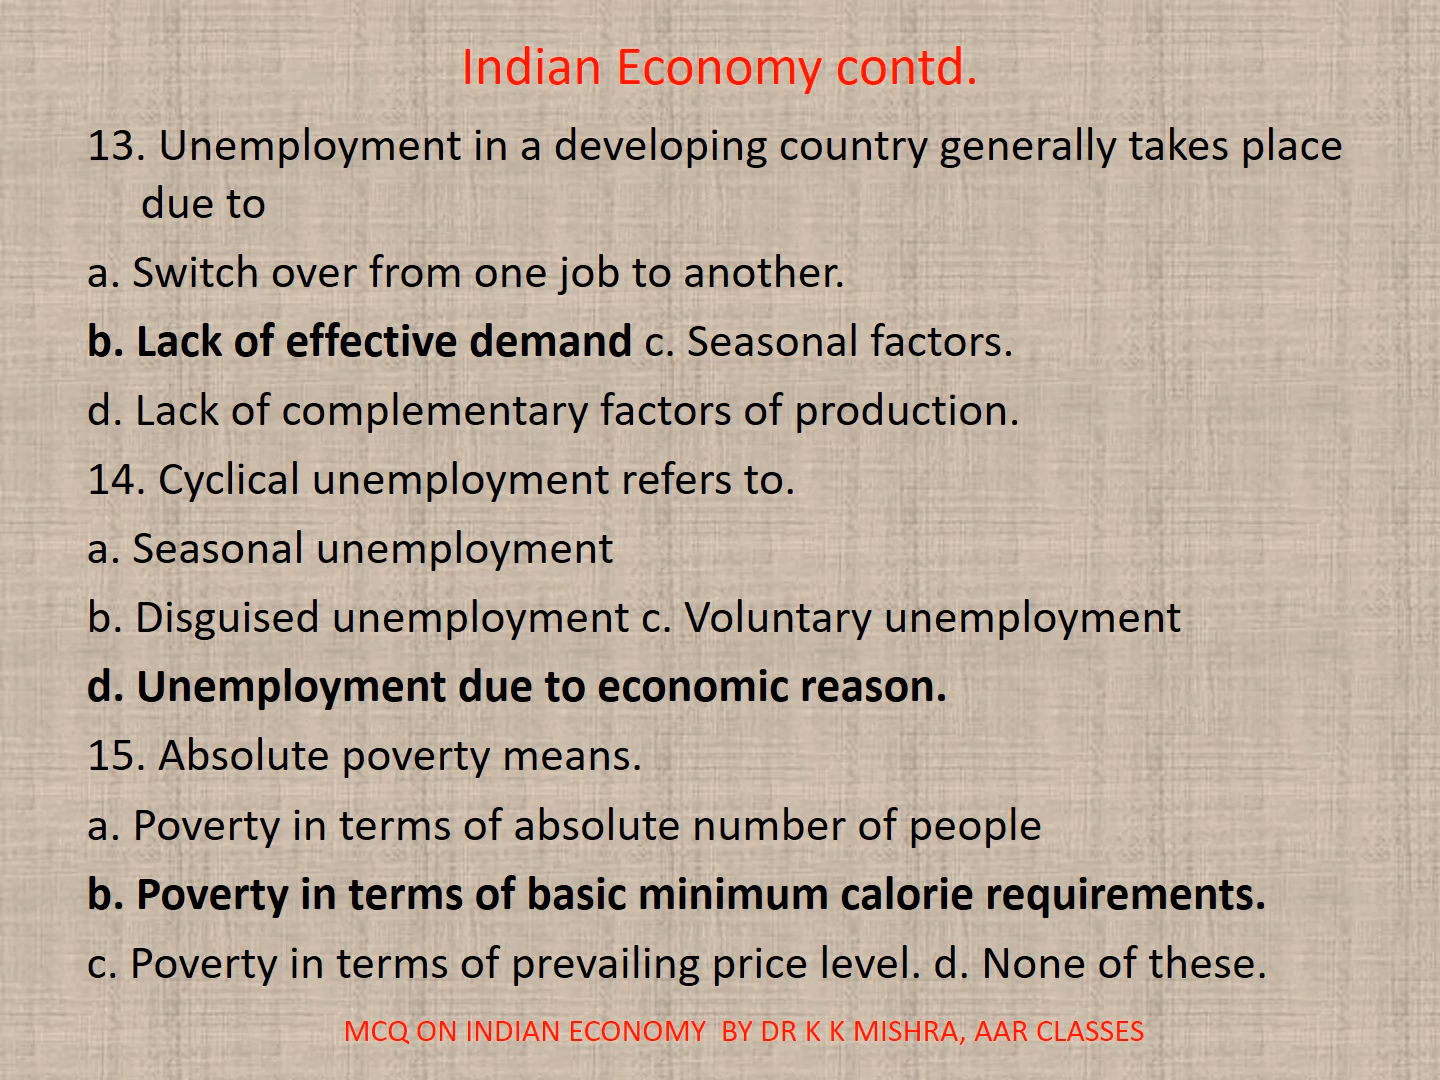 Indian Economy contd.
13. Unemployment in a developing country generally takes place
due to
a. Switch over from one job to another.
b. Lack of effective demand c. Seasonal factors.
d. Lack of complementary factors of production.
14. Cyclical unemployment refers to.
a. Seasonal unemployment
b. Disguised unemployment c. Voluntary unemployment
d. Unemployment due to economic reason.
15. Absolute poverty means.
a. Poverty in terms of absolute number of people
b. Poverty in terms of basic minimum calorie requirements.
c. Poverty in terms of prevailing price level. d. None of these.
MCQ ON INDIAN ECONOMY  BY DR K K MISHRA, AAR CLASSES